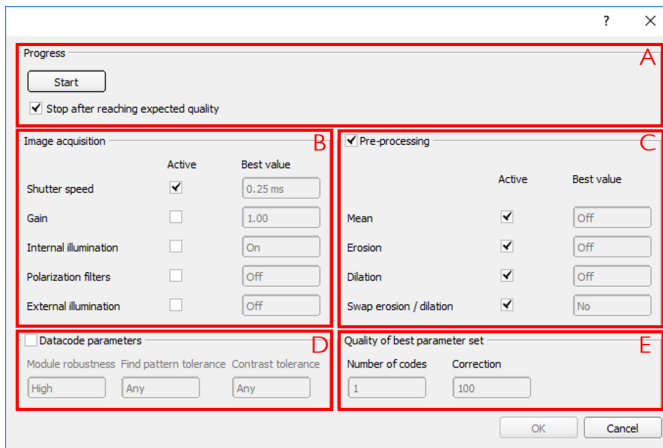 ?
Progress
A
Start
Stop after reaching expected quality
Image acquisition
B
Active Best value
Shutter speed 0.25 ms
Gain 1.00
Internal illumination On
Polarization filters Off
External illumination Off
Pre-processing
C
Active Best value
Mean Off
Erosion Off
Dilation Off
Swap erosion / dilation No
Datacode parameters
D
Module robustness Find pattern tolerance Contrast tolerance
High Any Any
Quality of best parameter set
E
Number of codes Correction
1 100
OK Cancel